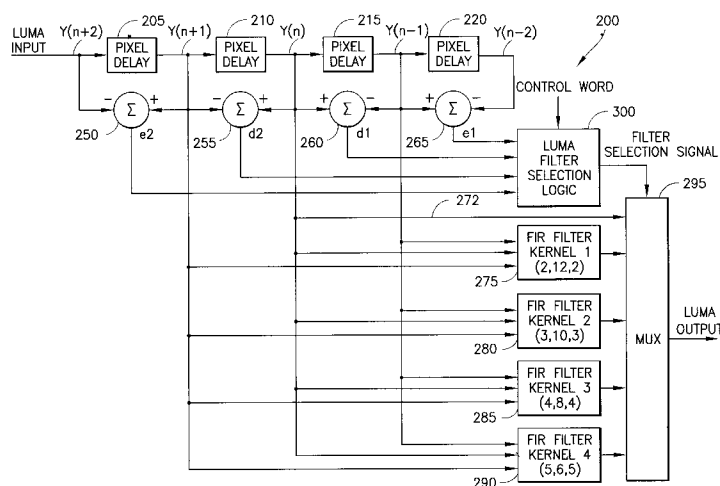 LUMA
INPUT
Y(n+2)
205
PIXEL
DELAY
Y(n+1)
210
PIXEL
DELAY
Y(n)
215
PIXEL
DELAY
Y(n-1)
220
PIXEL
DELAY
Y(n-2)
200
CONTROL WORD
− Σ +
250
e2
− Σ +
255
d2
+ Σ −
260
d1
+ Σ −
265
e1
300
LUMA
FILTER
SELECTION
LOGIC
FILTER
SELECTION SIGNAL
295
272
FIR FILTER
KERNEL 1
(2,12,2)
275
FIR FILTER
KERNEL 2
(3,10,3)
280
FIR FILTER
KERNEL 3
(4,8,4)
285
FIR FILTER
KERNEL 4
(5,6,5)
290
MUX
LUMA
OUTPUT